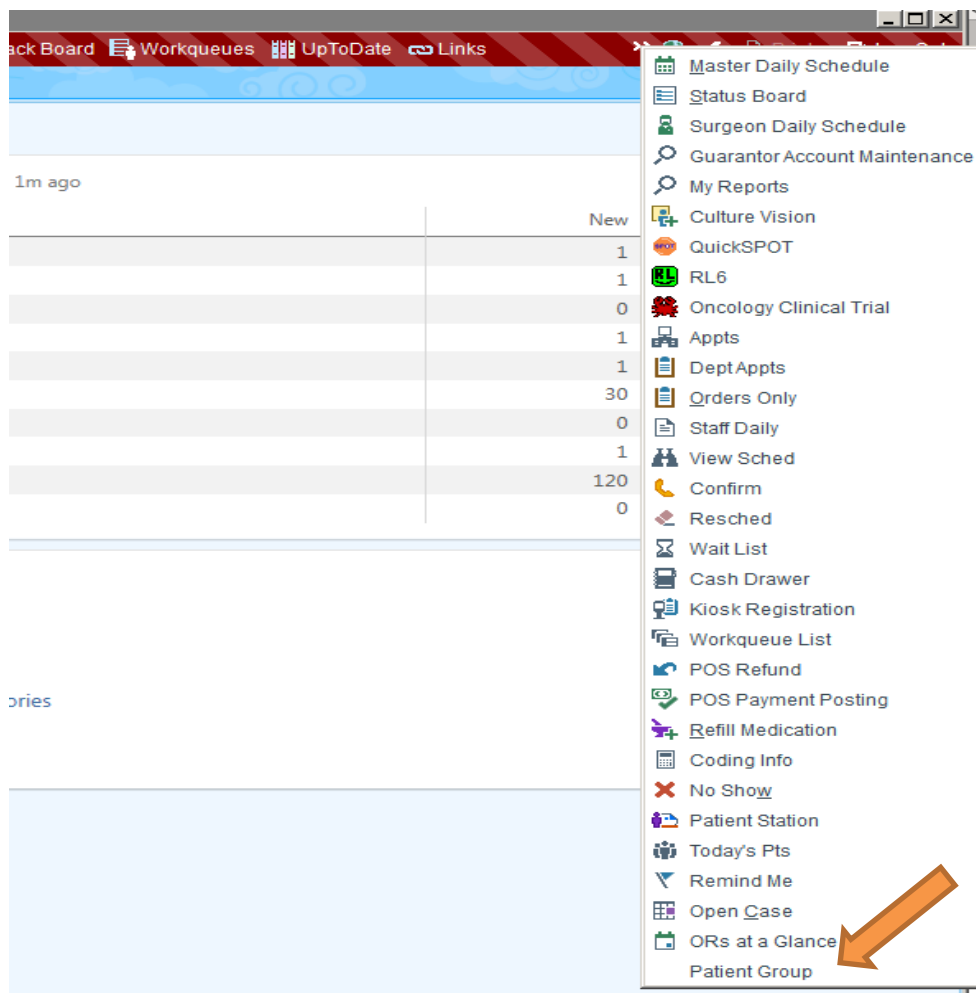 ack Board Workqueues UpToDate Links
1m ago
New
1
1
0
1
1
30
0
1
120
0
ories
Master Daily Schedule
Status Board
Surgeon Daily Schedule
Guarantor Account Maintenance
My Reports
Culture Vision
QuickSPOT
RL6
Oncology Clinical Trial
Appts
Dept Appts
Orders Only
Staff Daily
View Sched
Confirm
Resched
Wait List
Cash Drawer
Kiosk Registration
Workqueue List
POS Refund
POS Payment Posting
Refill Medication
Coding Info
No Show
Patient Station
Today's Pts
Remind Me
Open Case
ORs at a Glance
Patient Group